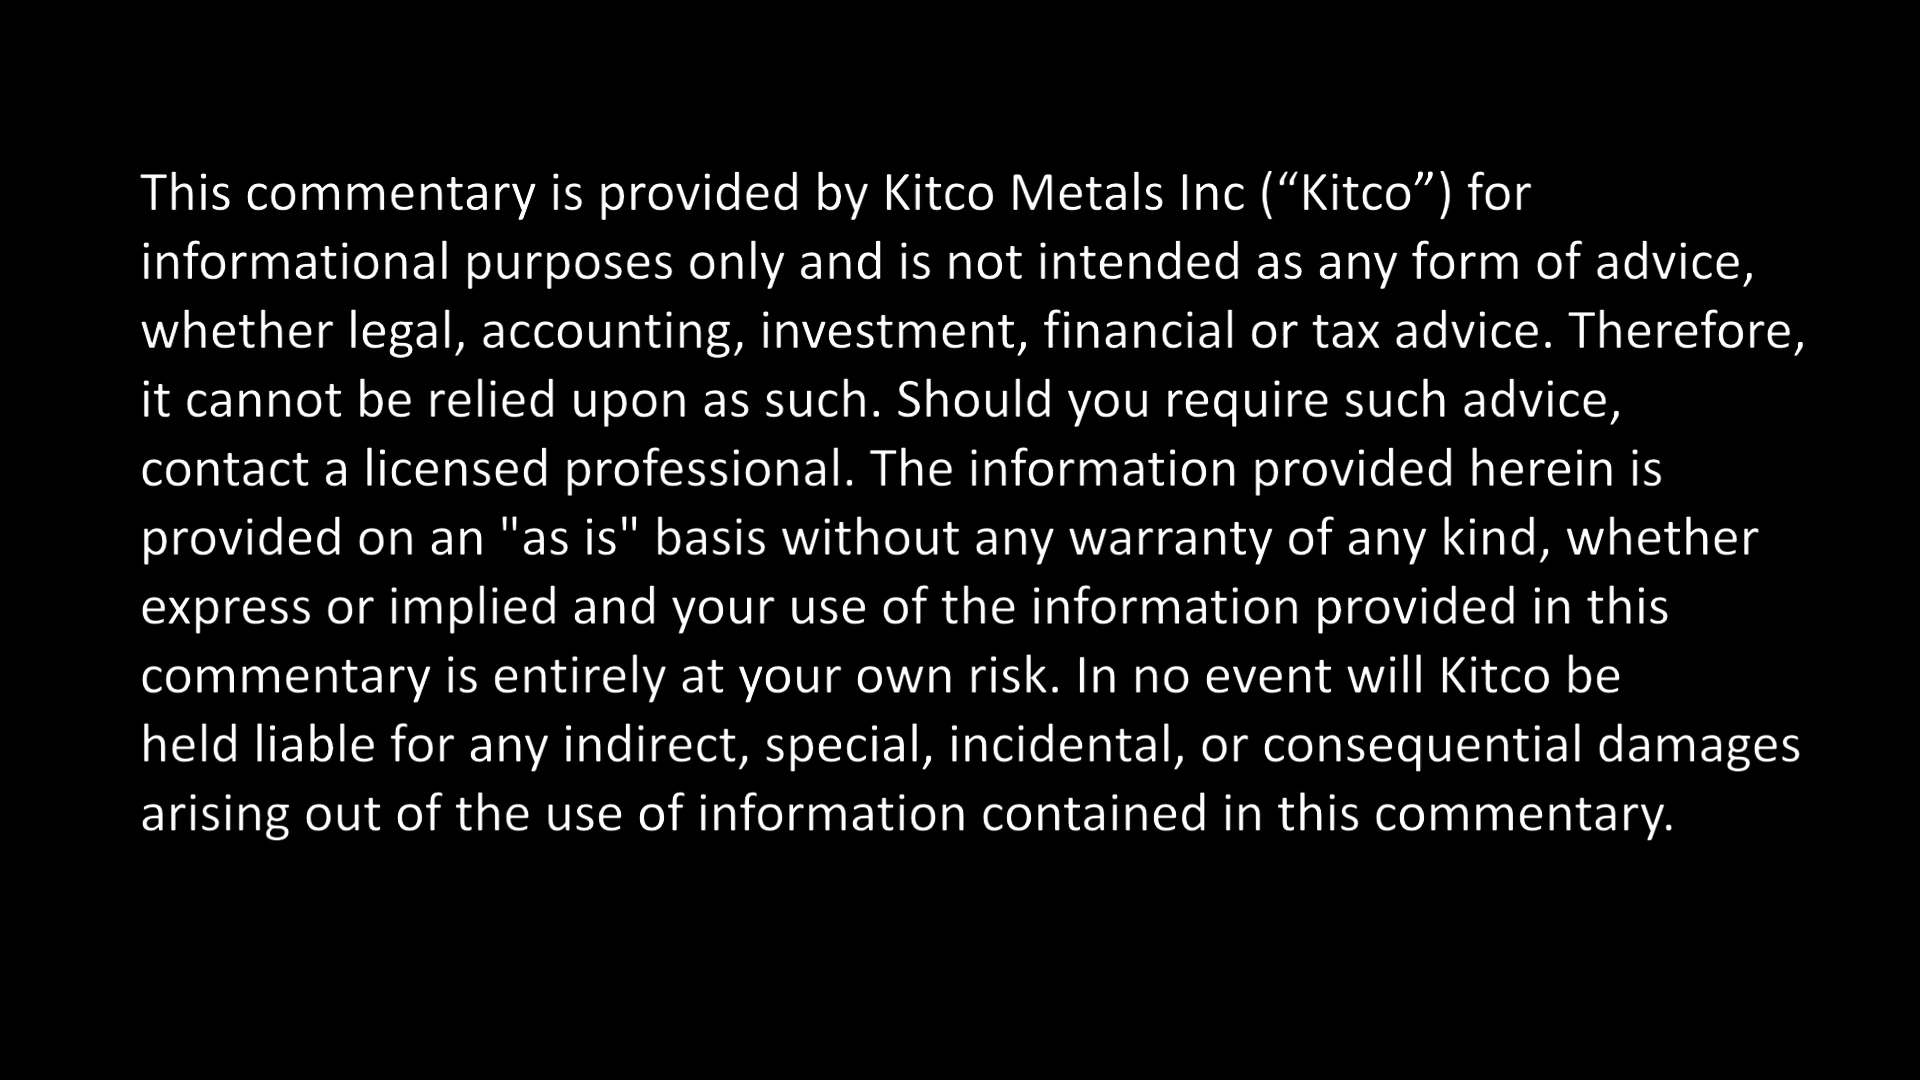 This commentary is provided by Kitco Metals Inc (“Kitco”) for
informational purposes only and is not intended as any form of advice,
whether legal, accounting, investment, financial or tax advice. Therefore,
it cannot be relied upon as such. Should you require such advice,
contact a licensed professional. The information provided herein is
provided on an "as is" basis without any warranty of any kind, whether
express or implied and your use of the information provided in this
commentary is entirely at your own risk. In no event will Kitco be
held liable for any indirect, special, incidental, or consequential damages
arising out of the use of information contained in this commentary.